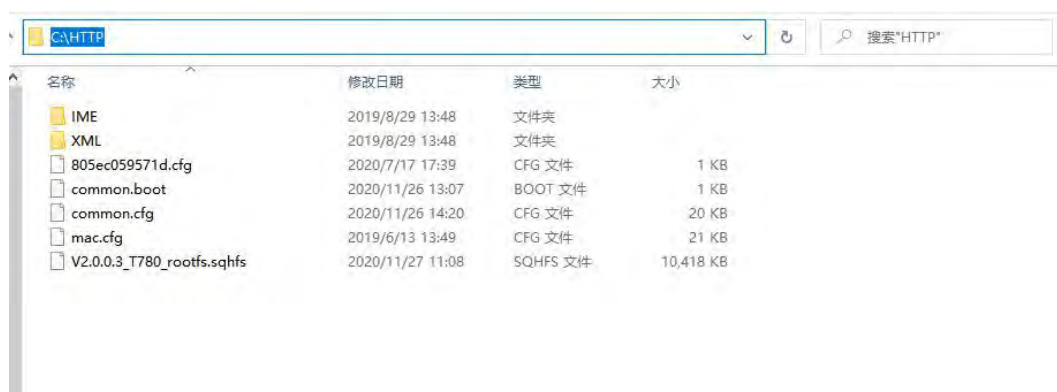 C:\HTTP 搜索"HTTP"
名称 修改日期 类型 大小
IME 2019/8/29 13:48 文件夹
XML 2019/8/29 13:48 文件夹
805ec059571d.cfg 2020/7/17 17:39 CFG 文件 1 KB
common.boot 2020/11/26 13:07 BOOT 文件 1 KB
common.cfg 2020/11/26 14:20 CFG 文件 20 KB
mac.cfg 2019/6/13 13:49 CFG 文件 21 KB
V2.0.0.3_T780_rootfs.sqhfs 2020/11/27 11:08 SQHFS 文件 10,418 KB